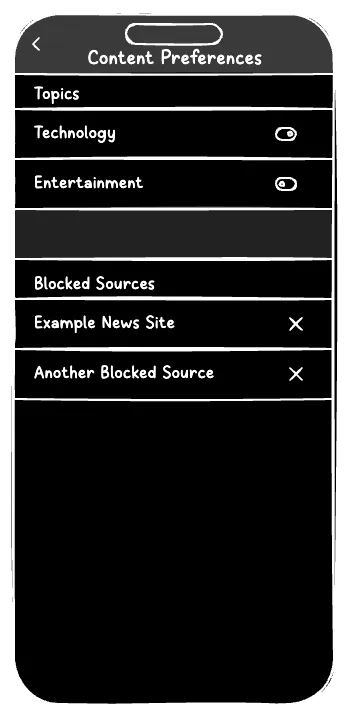 Content Preferences
Topics
Technology
Entertainment
Blocked Sources
Example News Site
Another Blocked Source